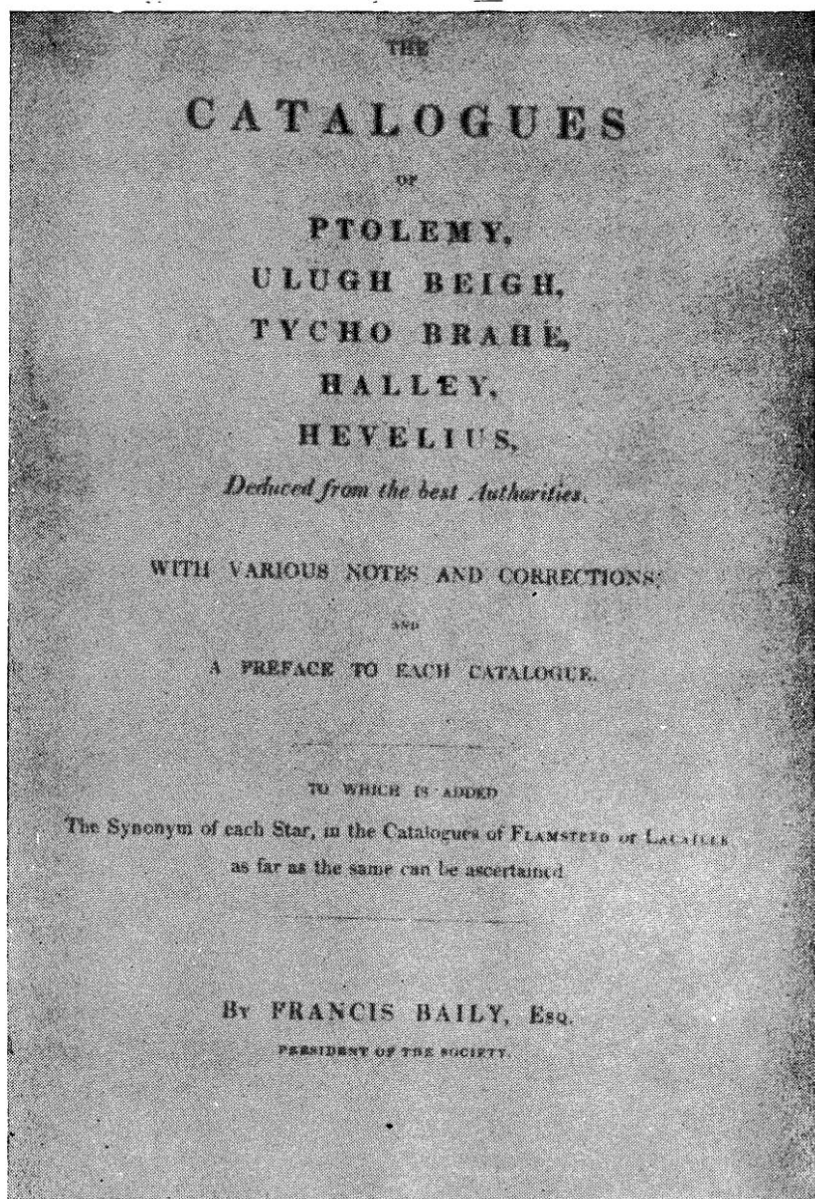 THE
CATALOGUES
OF
PTOLEMY,
ULUGH BEIGH,
TYCHO BRAHE,
HALLEY,
HEVELIUS,
Deduced from the best Authorities.
WITH VARIOUS NOTES AND CORRECTIONS;
AND
A PREFACE TO EACH CATALOGUE.
TO WHICH IS ADDED
The Synonym of each Star, in the Catalogues of FLAMSTEED or LACAILLE
as far as the same can be ascertained
BY FRANCIS BAILY, ESQ.
PRESIDENT OF THE SOCIETY.